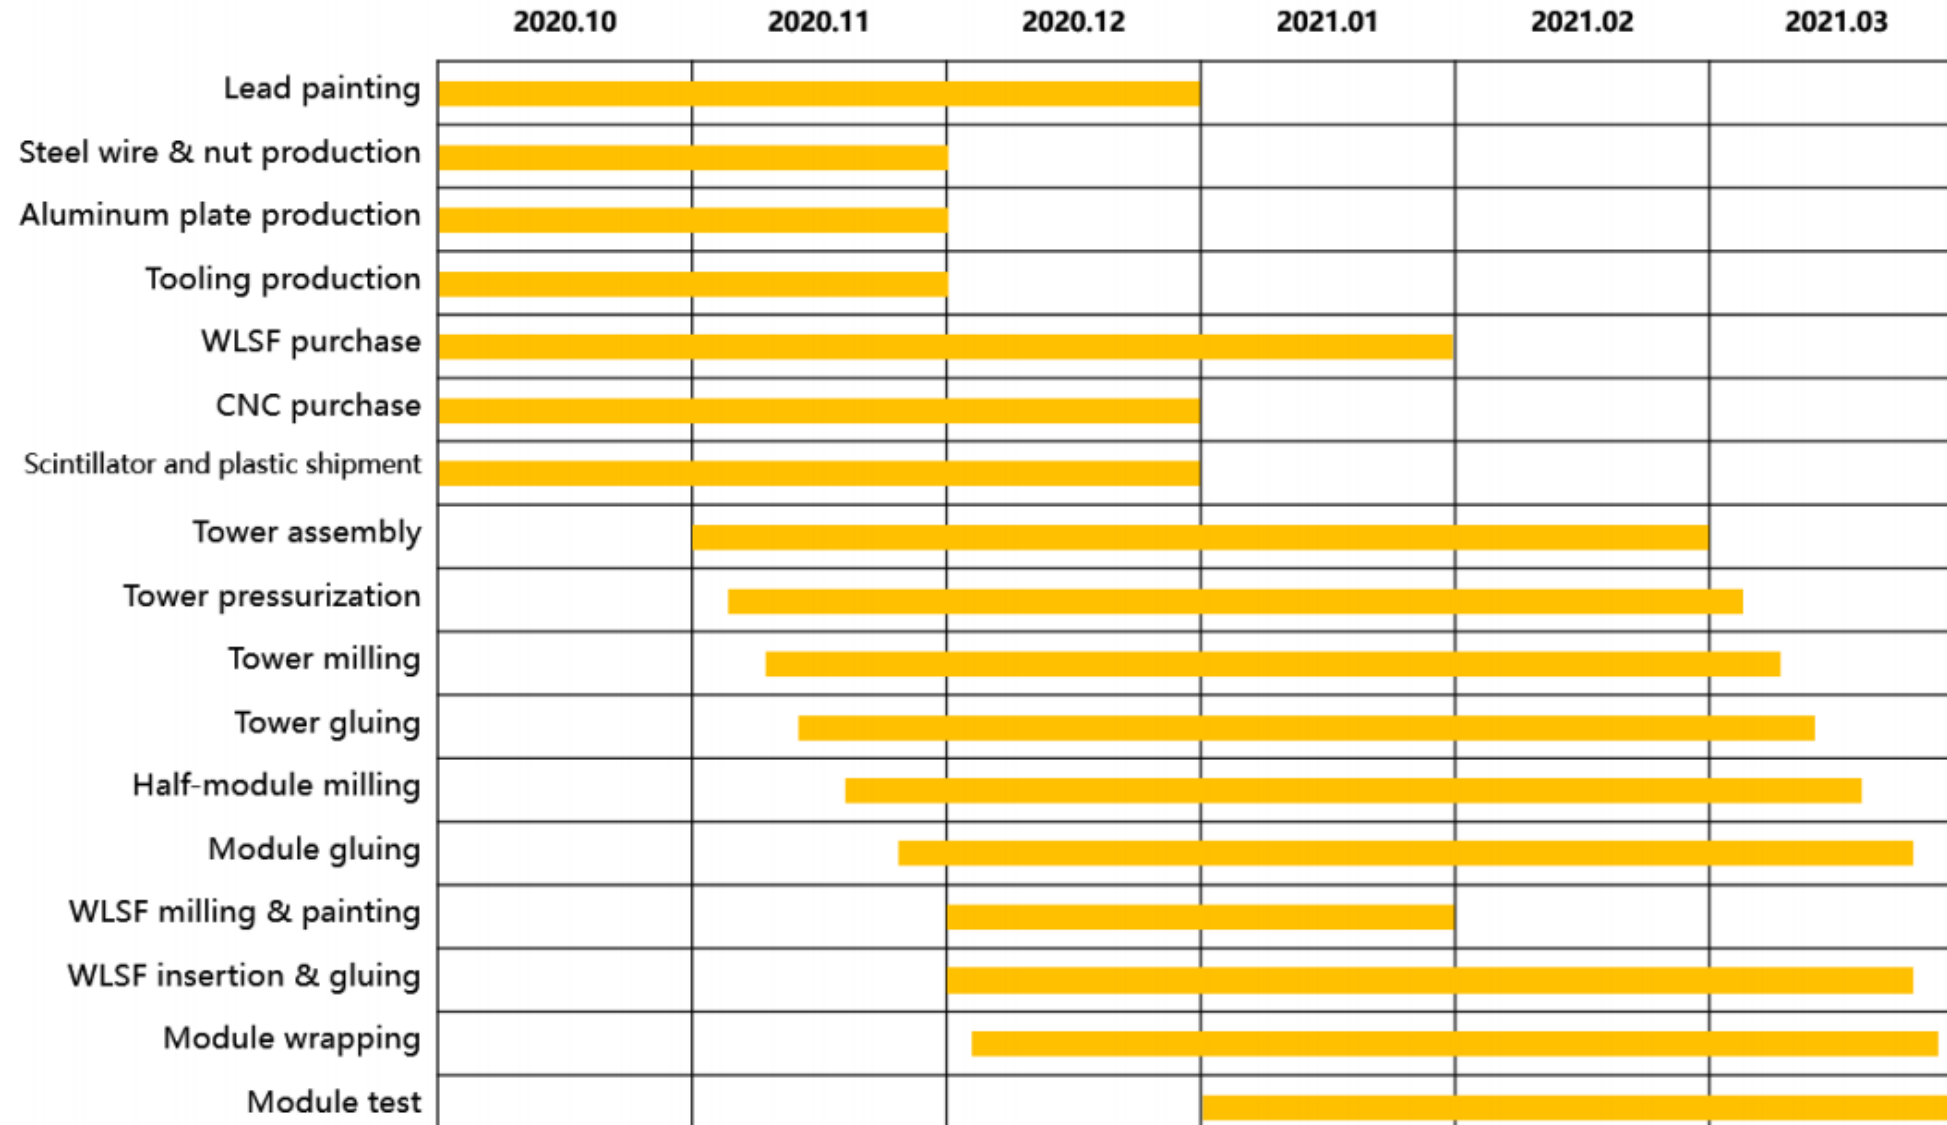 2020.10 2020.11 2020.12 2021.01 2021.02 2021.03
Lead painting
Steel wire & nut production
Aluminum plate production
Tooling production
WLSF purchase
CNC purchase
Scintillator and plastic shipment
Tower assembly
Tower pressurization
Tower milling
Tower gluing
Half-module milling
Module gluing
WLSF milling & painting
WLSF insertion & gluing
Module wrapping
Module test